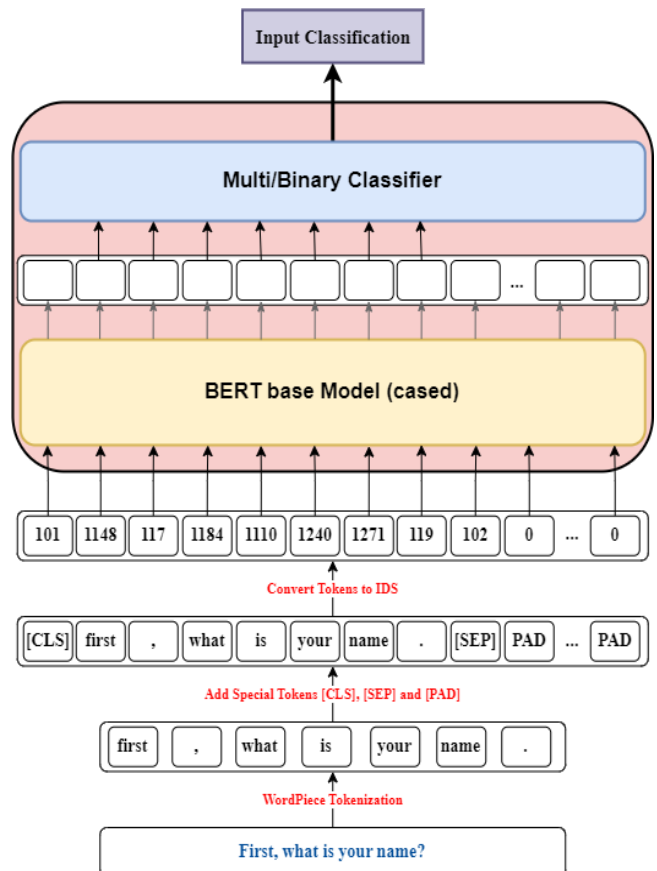 Input Classification
Multi/Binary Classifier
...
BERT base Model (cased)
101 1148 117 1184 1110 1240 1271 119 102 0 ... 0
Convert Tokens to IDS
[CLS] first , what is your name . [SEP] PAD ... PAD
Add Special Tokens [CLS], [SEP] and [PAD]
first , what is your name .
WordPiece Tokenization
First, what is your name?